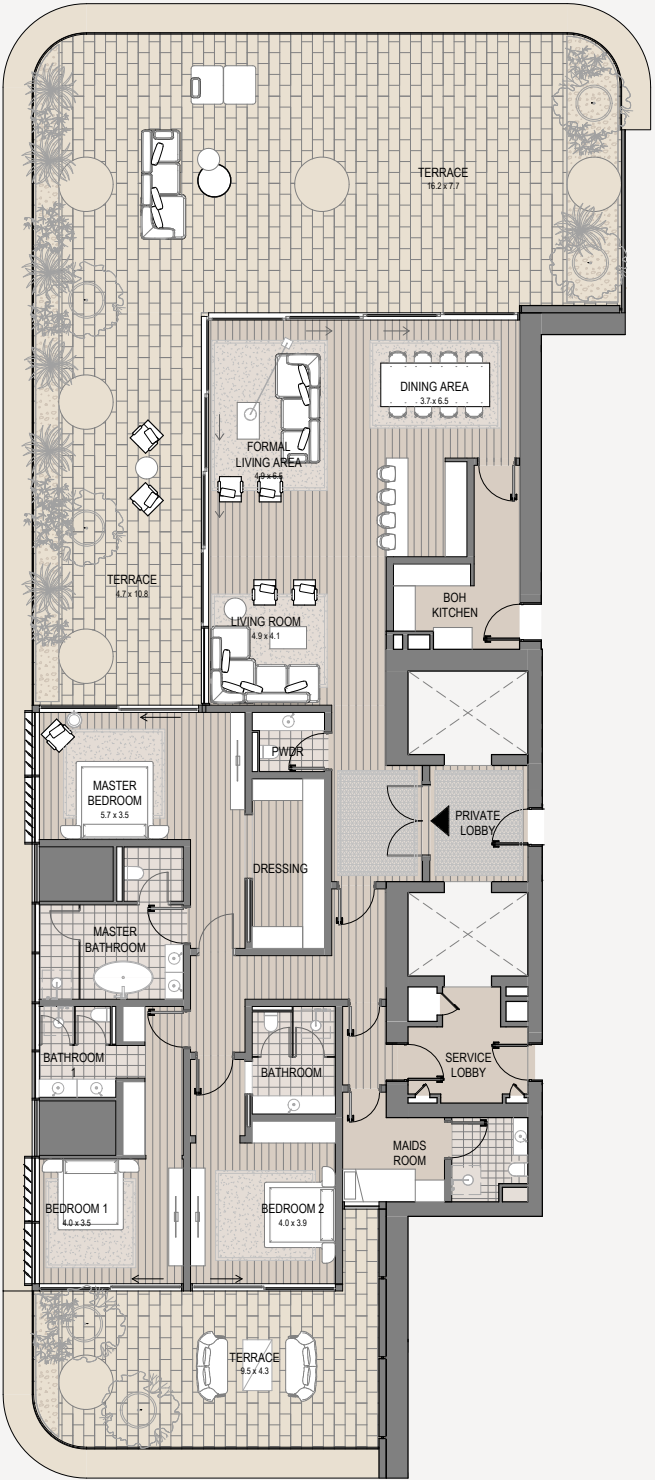 TERRACE
16.2 x 7.7
DINING AREA
3.7 x 6.5
FORMAL
LIVING AREA
4.9 x 6.5
TERRACE
4.7 x 10.8
BOH
KITCHEN
LIVING ROOM
4.9 x 4.1
PWDR
MASTER
BEDROOM
5.7 x 3.5
PRIVATE
LOBBY
DRESSING
MASTER
BATHROOM
BATHROOM
1
BATHROOM
SERVICE
LOBBY
MAIDS
ROOM
BEDROOM 1
4.0 x 3.5
BEDROOM 2
4.0 x 3.9
TERRACE
9.5 x 4.3